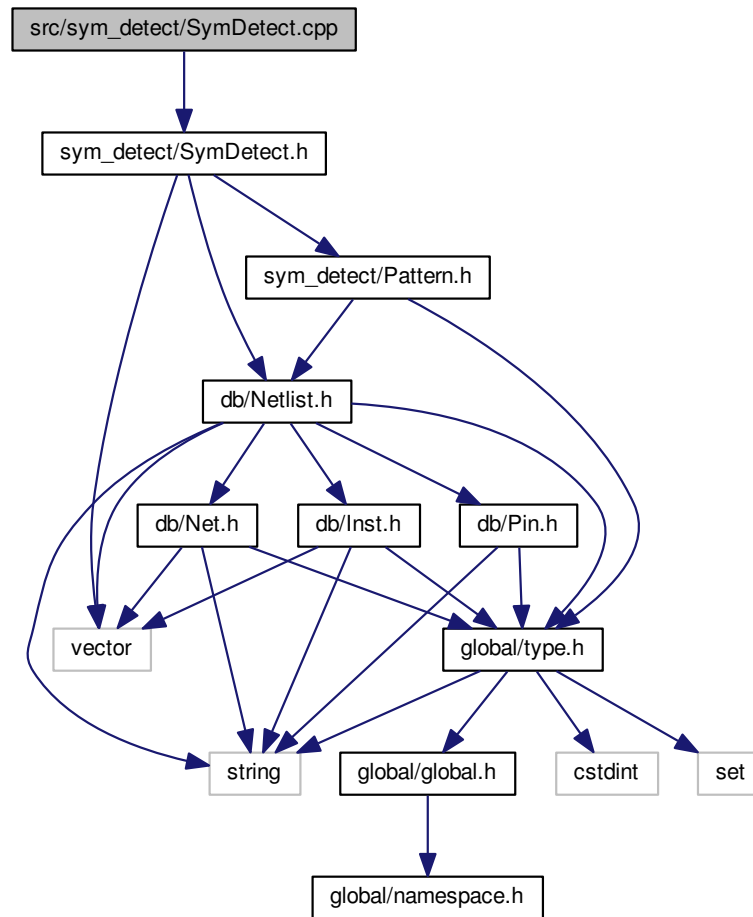 src/sym_detect/SymDetect.cpp
sym_detect/SymDetect.h
sym_detect/Pattern.h
db/Netlist.h
db/Net.h
db/Inst.h
db/Pin.h
vector
global/type.h
string
global/global.h
cstdint
set
global/namespace.h